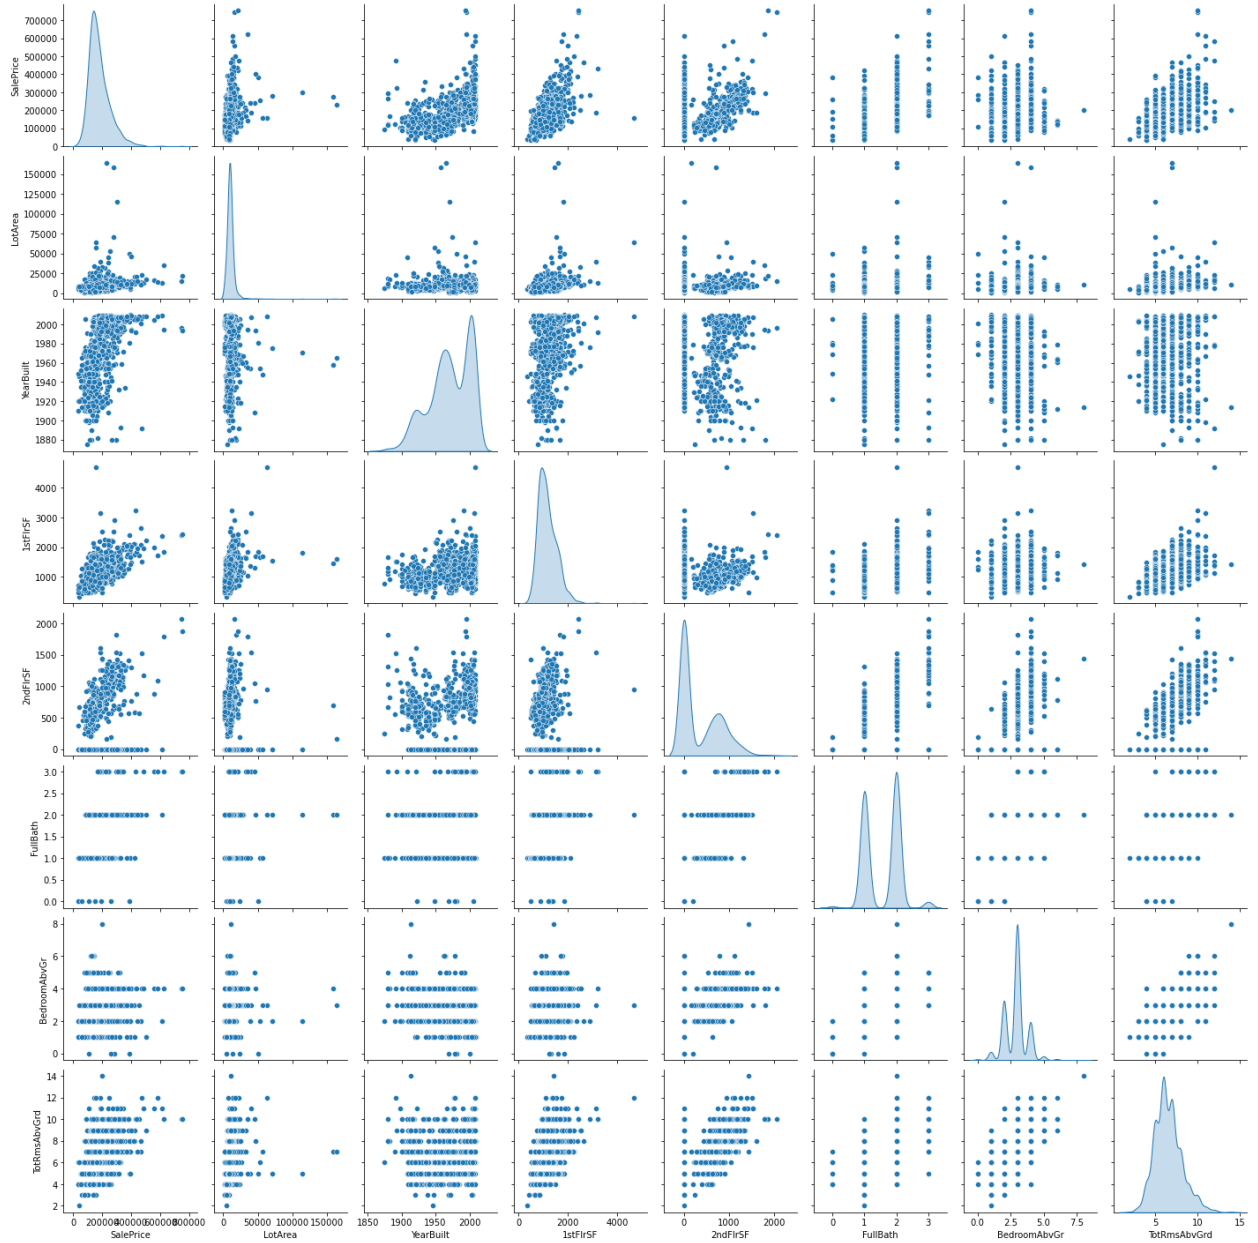 SalePrice
700000
600000
500000
400000
300000
200000
100000
0
LotArea
150000
125000
100000
75000
50000
25000
0
YearBuilt
2000
1980
1960
1940
1920
1900
1880
1stFlrSF
4000
3000
2000
1000
2ndFlrSF
2000
1500
1000
500
0
FullBath
3.0
2.5
2.0
1.5
1.0
0.5
0.0
BedroomAbvGr
8
6
4
2
0
TotRmsAbvGrd
14
12
10
8
6
4
2
0 200000 400000 600000 800000
SalePrice
0 50000 100000 150000
LotArea
1850 1900 1950 2000
YearBuilt
0 2000 4000
1stFlrSF
0 1000 2000
2ndFlrSF
0 1 2 3
FullBath
0.0 2.5 5.0 7.5
BedroomAbvGr
5 10 15
TotRmsAbvGrd